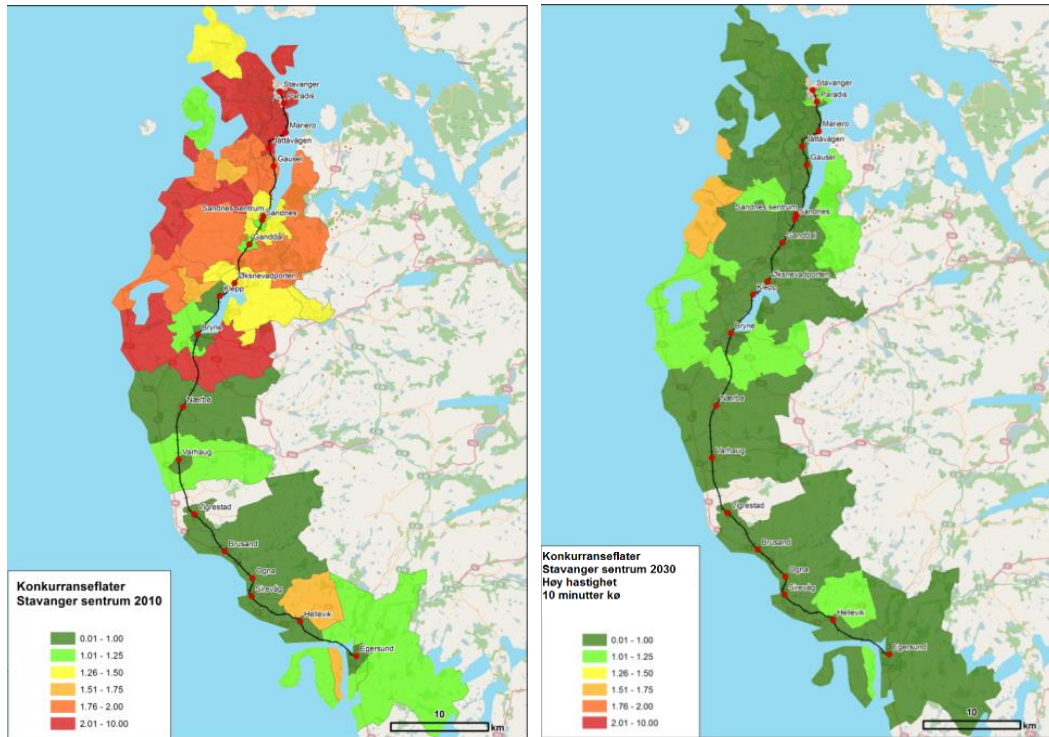 Stavanger
Paradis
Mariero
Jåttåvågen
Gausel
Sandnes sentrum
Sandnes
Ganddal
Øksnevadporten
Klepp
Bryne
Nærbø
Varhaug
Vigrestad
Brusand
Ogna
Sirevåg
Hellevik
Egersund
Konkurranseflater
Stavanger sentrum 2010
0.01 - 1.00
1.01 - 1.25
1.26 - 1.50
1.51 - 1.75
1.76 - 2.00
2.01 - 10.00
10
km
Stavanger
Paradis
Mariero
Jåttåvågen
Gausel
Sandnes sentrum
Sandnes
Ganddal
Øksnevadporten
Klepp
Bryne
Nærbø
Varhaug
Vigrestad
Brusand
Ogna
Sirevåg
Hellevik
Egersund
Konkurranseflater
Stavanger sentrum 2030
Høy hastighet
10 minutter kø
0.01 - 1.00
1.01 - 1.25
1.26 - 1.50
1.51 - 1.75
1.76 - 2.00
2.01 - 10.00
10
km